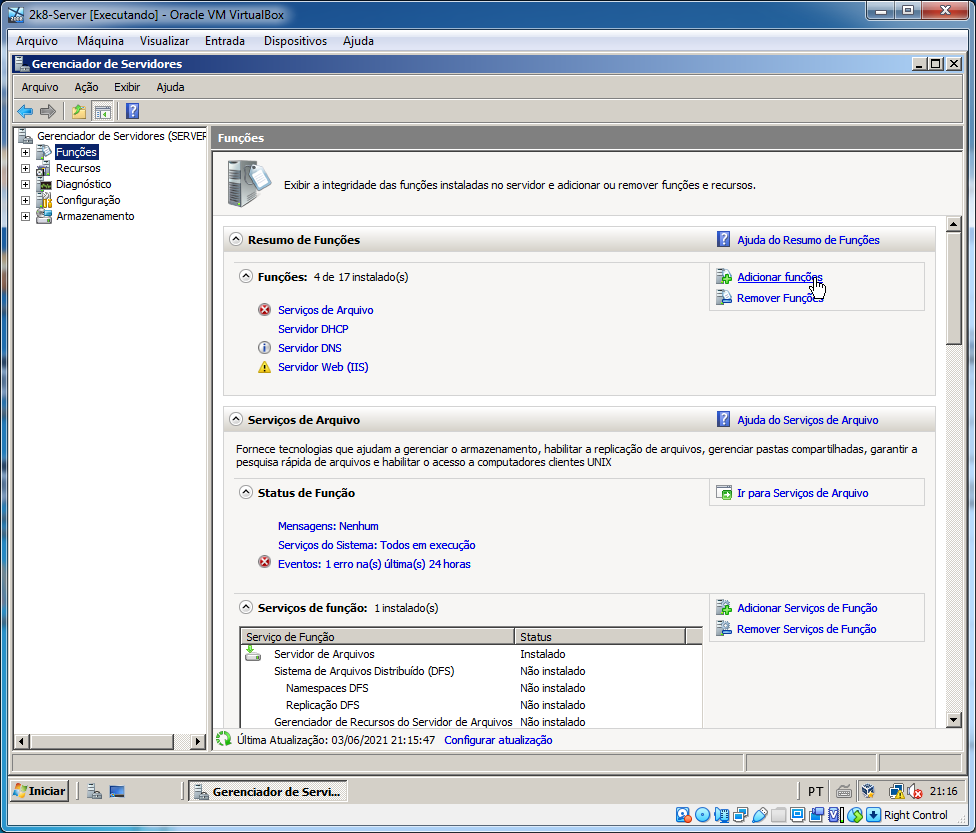 2k8-Server [Executando] - Oracle VM VirtualBox
Arquivo Máquina Visualizar Entrada Dispositivos Ajuda
Gerenciador de Servidores
Arquivo Ação Exibir Ajuda
Gerenciador de Servidores (SERVER
Funções
Recursos
Diagnóstico
Configuração
Armazenamento
Funções
Exibir a integridade das funções instaladas no servidor e adicionar ou remover funções e recursos.
Resumo de Funções
Ajuda do Resumo de Funções
Funções: 4 de 17 instalado(s)
Adicionar funções
Remover Funções
Serviços de Arquivo
Servidor DHCP
Servidor DNS
Servidor Web (IIS)
Serviços de Arquivo
Ajuda do Serviços de Arquivo
Fornece tecnologias que ajudam a gerenciar o armazenamento, habilitar a replicação de arquivos, gerenciar pastas compartilhadas, garantir a
pesquisa rápida de arquivos e habilitar o acesso a computadores clientes UNIX
Status de Função
Ir para Serviços de Arquivo
Mensagens: Nenhum
Serviços do Sistema: Todos em execução
Eventos: 1 erro na(s) última(s) 24 horas
Serviços de função: 1 instalado(s)
Adicionar Serviços de Função
Remover Serviços de Função
Serviço de Função Status
Servidor de Arquivos Instalado
Sistema de Arquivos Distribuído (DFS) Não instalado
Namespaces DFS Não instalado
Replicação DFS Não instalado
Gerenciador de Recursos do Servidor de Arquivos Não instalado
Última Atualização: 03/06/2021 21:15:47 Configurar atualização
Iniciar
Gerenciador de Servi...
PT
21:16
Right Control